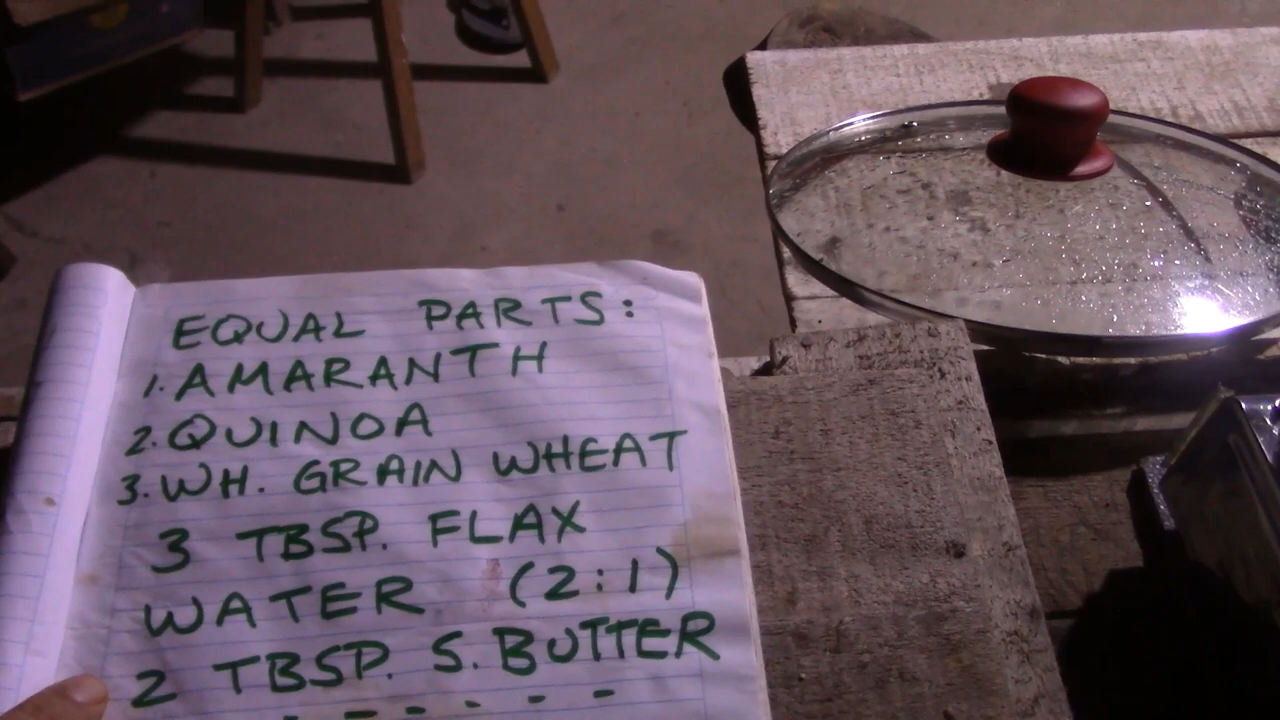 EQUAL PARTS:
1. AMARANTH
2. QUINOA
3. WH. GRAIN WHEAT
3 TBSP. FLAX
WATER (2:1)
2 TBSP. S. BUTTER